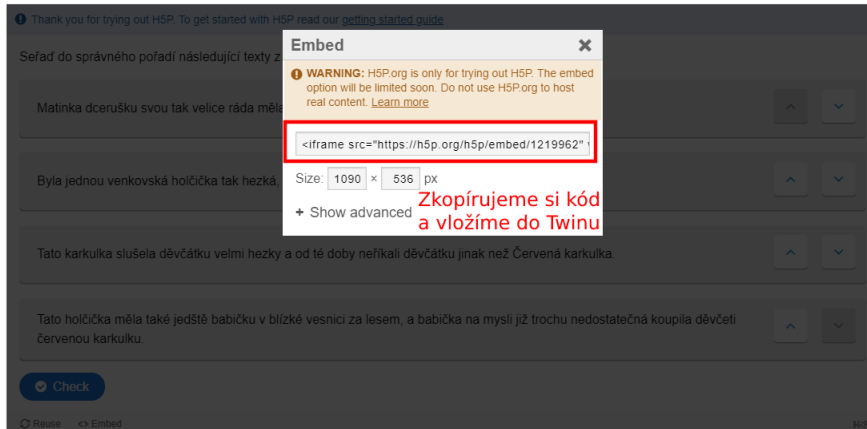 Thank you for trying out H5P. To get started with H5P read our getting started guide
Embed
Seřaď do správného pořadí následující texty z
WARNING: H5P.org is only for trying out H5P. The embed
option will be limited soon. Do not use H5P.org to host
real content. Learn more
Matinka dcerušku svou tak velice ráda měla
<iframe src="https://h5p.org/h5p/embed/1219962"
Byla jednou venkovská holčička tak hezká,
Size: 1090 × 536 px
+ Show advanced
Zkopírujeme si kód
a vložíme do Twinu
Tato karkulka slušela děvčátku velmi hezky a od té doby neříkali děvčátku jinak než Červená karkulka.
Tato holčička měla také jedště babičku v blízké vesnici za lesem, a babička na mysli již trochu nedostatečná koupila děvčeti
červenou karkulku.
Check
Reuse <> Embed